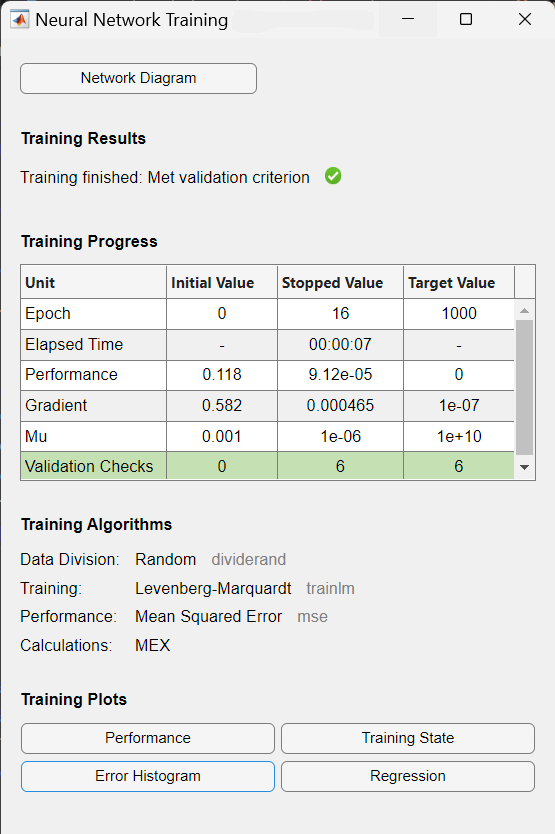 Neural Network Training
Network Diagram
Training Results
Training finished: Met validation criterion
Training Progress
Unit Initial Value Stopped Value Target Value
Epoch 0 16 1000
Elapsed Time - 00:00:07 -
Performance 0.118 9.12e-05 0
Gradient 0.582 0.000465 1e-07
Mu 0.001 1e-06 1e+10
Validation Checks 0 6 6
Training Algorithms
Data Division: Random dividerand
Training: Levenberg-Marquardt trainlm
Performance: Mean Squared Error mse
Calculations: MEX
Training Plots
Performance Training State
Error Histogram Regression